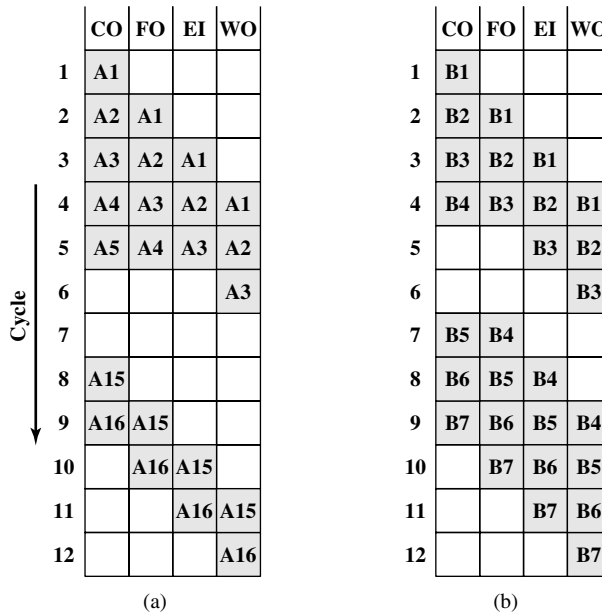 CO FO EI WO CO FO EI WO
1 A1 1 B1
2 A2 A1 2 B2 B1
3 A3 A2 A1 3 B3 B2 B1
4 A4 A3 A2 A1 4 B4 B3 B2 B1
5 A5 A4 A3 A2 5 B3 B2
6 A3 6 B3
Cycle
7 7 B5 B4
8 A15 8 B6 B5 B4
9 A16 A15 9 B7 B6 B5 B4
10 A16 A15 10 B7 B6 B5
11 A16 A15 11 B7 B6
12 A16 12 B7
(a) (b)